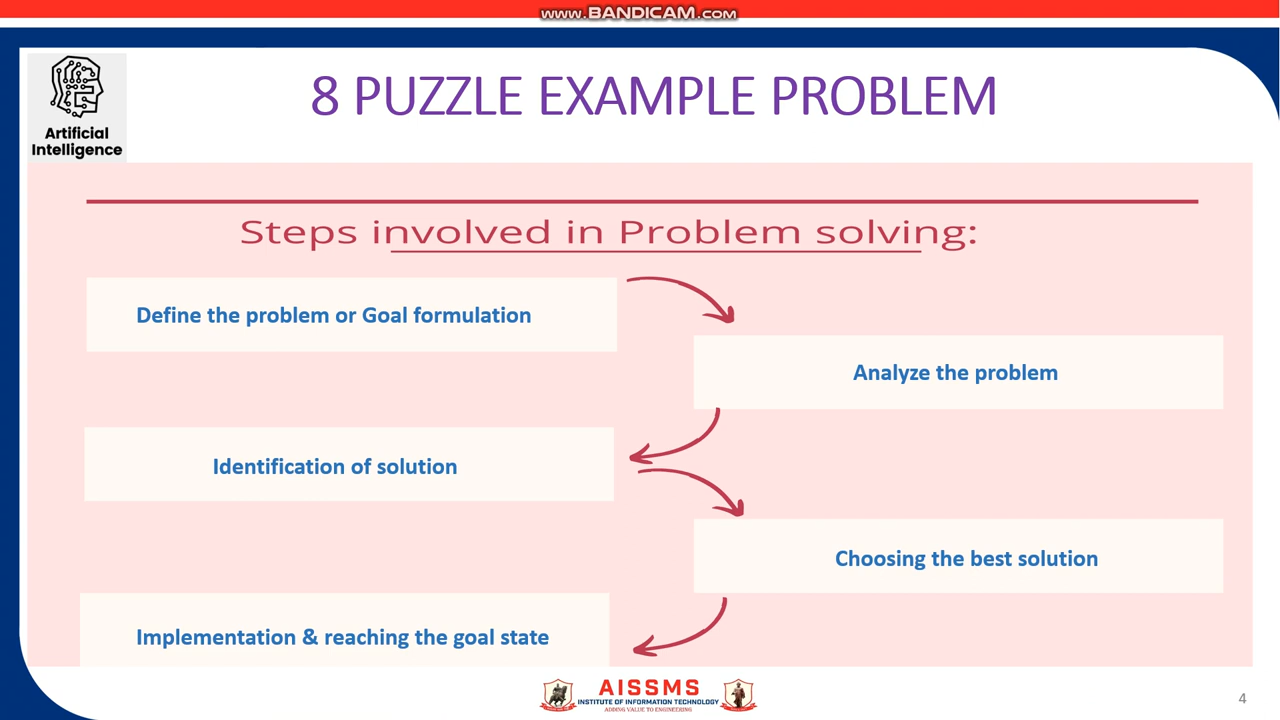 www.BANDICAM.com
8 PUZZLE EXAMPLE PROBLEM
Artificial
Intelligence
Steps involved in Problem solving:
Define the problem or Goal formulation
Analyze the problem
Identification of solution
Choosing the best solution
Implementation & reaching the goal state
AISSMS
INSTITUTE OF INFORMATION TECHNOLOGY
ADDING VALUE TO ENGINEERING
4